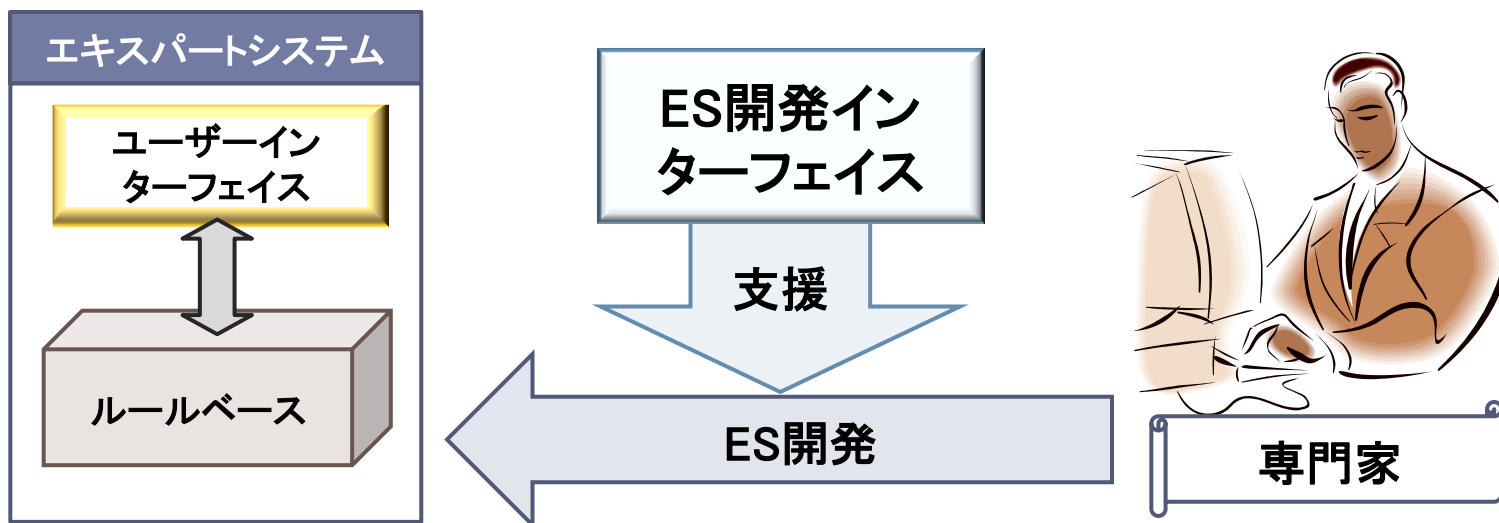 エキスパートシステム
ユーザーイン
ターフェイス
ルールベース
ES開発イン
ターフェイス
支援
ES開発
専門家